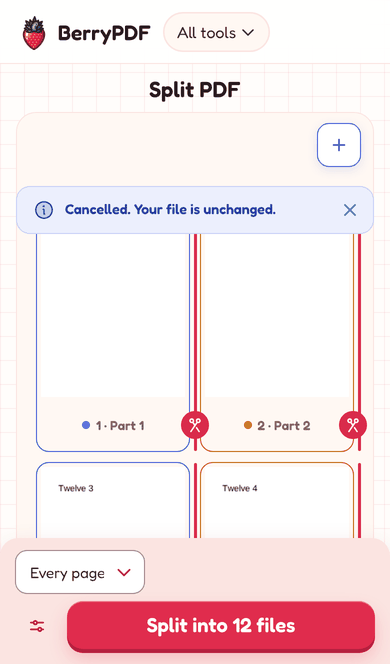 BerryPDF
All tools
Split PDF
Cancelled. Your file is unchanged.
1 · Part 1
2 · Part 2
Twelve 3
Twelve 4
Every page
Split into 12 files